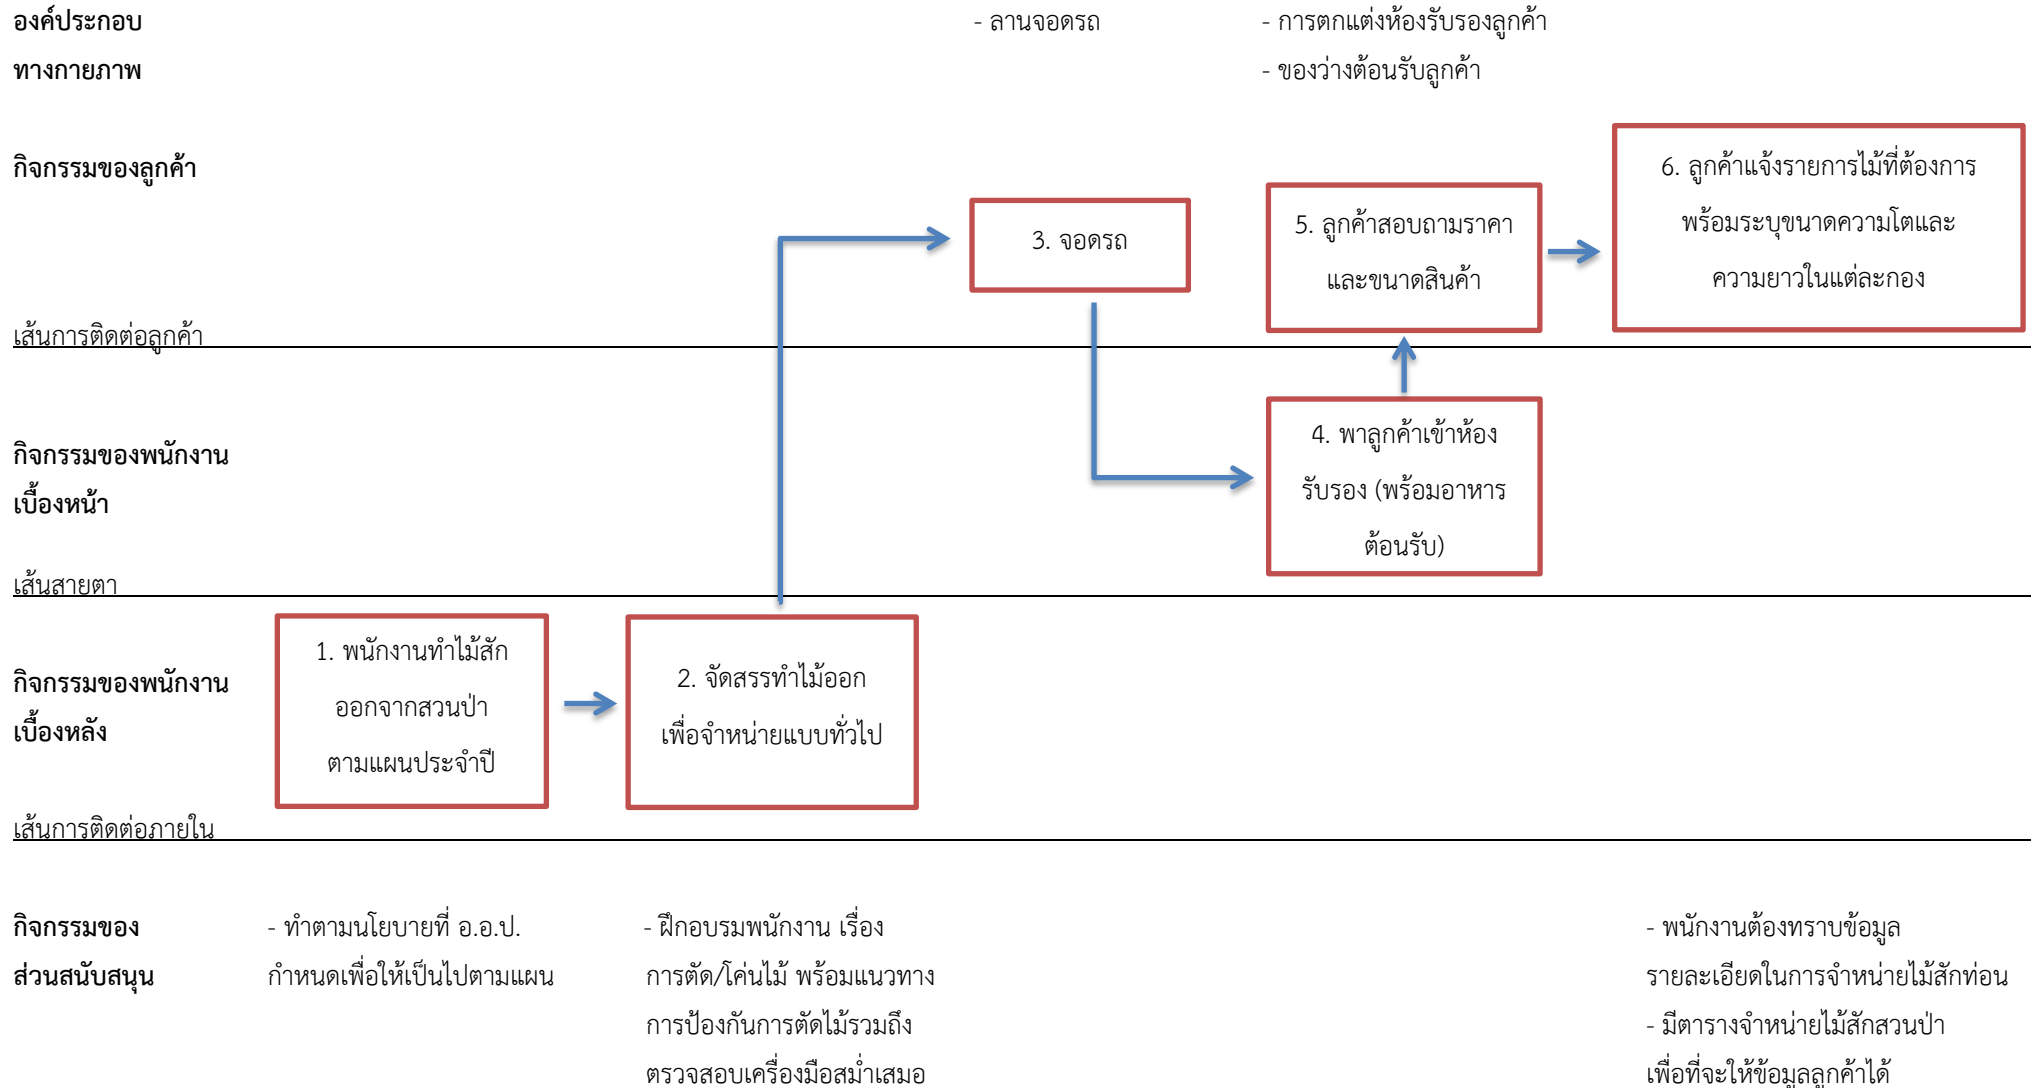 องค์ประกอบ
ทางกายภาพ
- ลานจอดรถ
- การตกแต่งห้องรับรองลูกค้า
- ของว่างต้อนรับลูกค้า
กิจกรรมของลูกค้า
3. จอดรถ
5. ลูกค้าสอบถามราคา
และขนาดสินค้า
6. ลูกค้าแจ้งรายการไม้ที่ต้องการ
พร้อมระบุขนาดความโตและ
ความยาวในแต่ละกอง
เส้นการติดต่อลูกค้า
กิจกรรมของพนักงาน
เบื้องหน้า
4. พาลูกค้าเข้าห้อง
รับรอง (พร้อมอาหาร
ต้อนรับ)
เส้นสายตา
กิจกรรมของพนักงาน
เบื้องหลัง
1. พนักงานทำไม้สัก
ออกจากสวนป่า
ตามแผนประจำปี
2. จัดสรรทำไม้ออก
เพื่อจำหน่ายแบบทั่วไป
เส้นการติดต่อภายใน
กิจกรรมของ
ส่วนสนับสนุน
- ทำตามนโยบายที่ อ.อ.ป.
กำหนดเพื่อให้เป็นไปตามแผน
- ฝึกอบรมพนักงาน เรื่อง
การตัด/โค่นไม้ พร้อมแนวทาง
การป้องกันการตัดไม้รวมถึง
ตรวจสอบเครื่องมือสม่ำเสมอ
- พนักงานต้องทราบข้อมูล
รายละเอียดในการจำหน่ายไม้สักท่อน
- มีตารางจำหน่ายไม้สักสวนป่า
เพื่อที่จะให้ข้อมูลลูกค้าได้